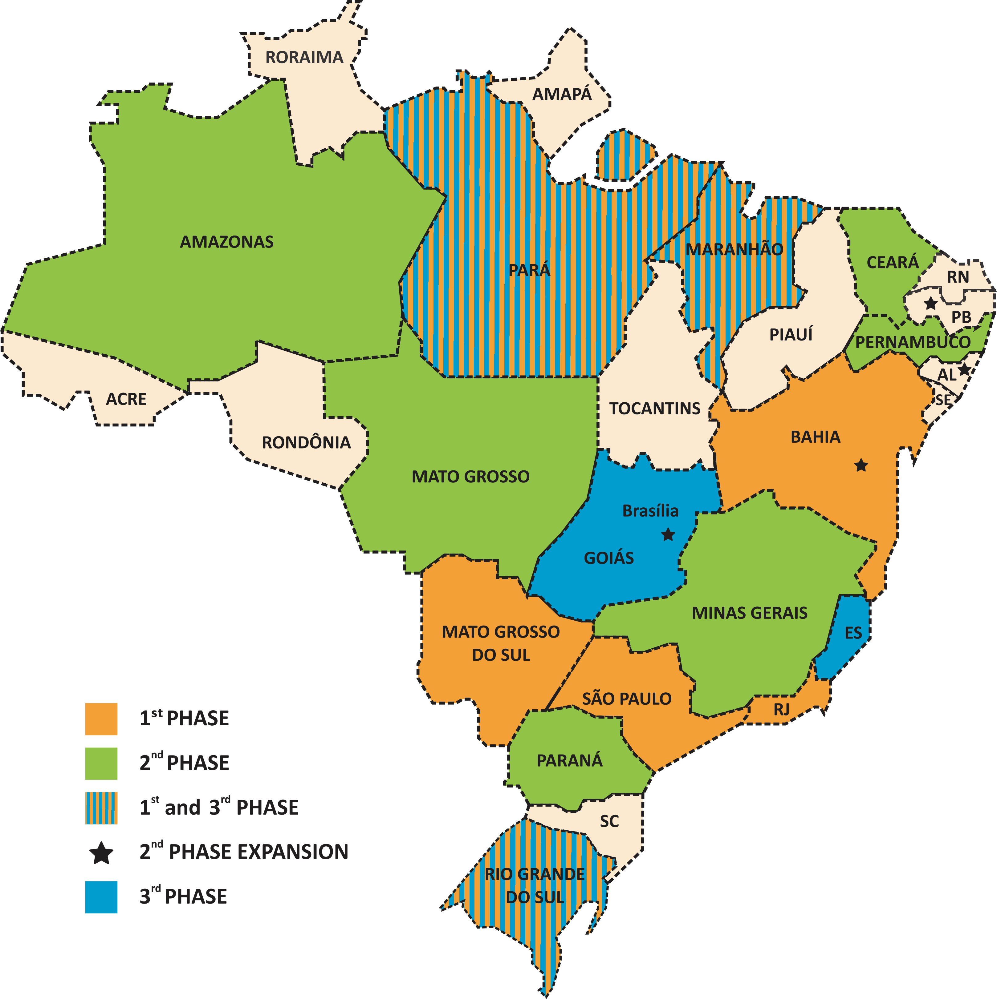 RORAIMA
AMAPÁ
AMAZONAS
PARÁ
MARANHÃO
CEARÁ
RN
PB
PIAUÍ
PERNAMBUCO
AL
SE
ACRE
TOCANTINS
RONDÔNIA
BAHIA
MATO GROSSO
Brasília
GOIÁS
MINAS GERAIS
ES
MATO GROSSO
DO SUL
SÃO PAULO
RJ
PARANÁ
SC
RIO GRANDE
DO SUL
1st PHASE
2nd PHASE
1st and 3rd PHASE
2nd PHASE EXPANSION
3rd PHASE